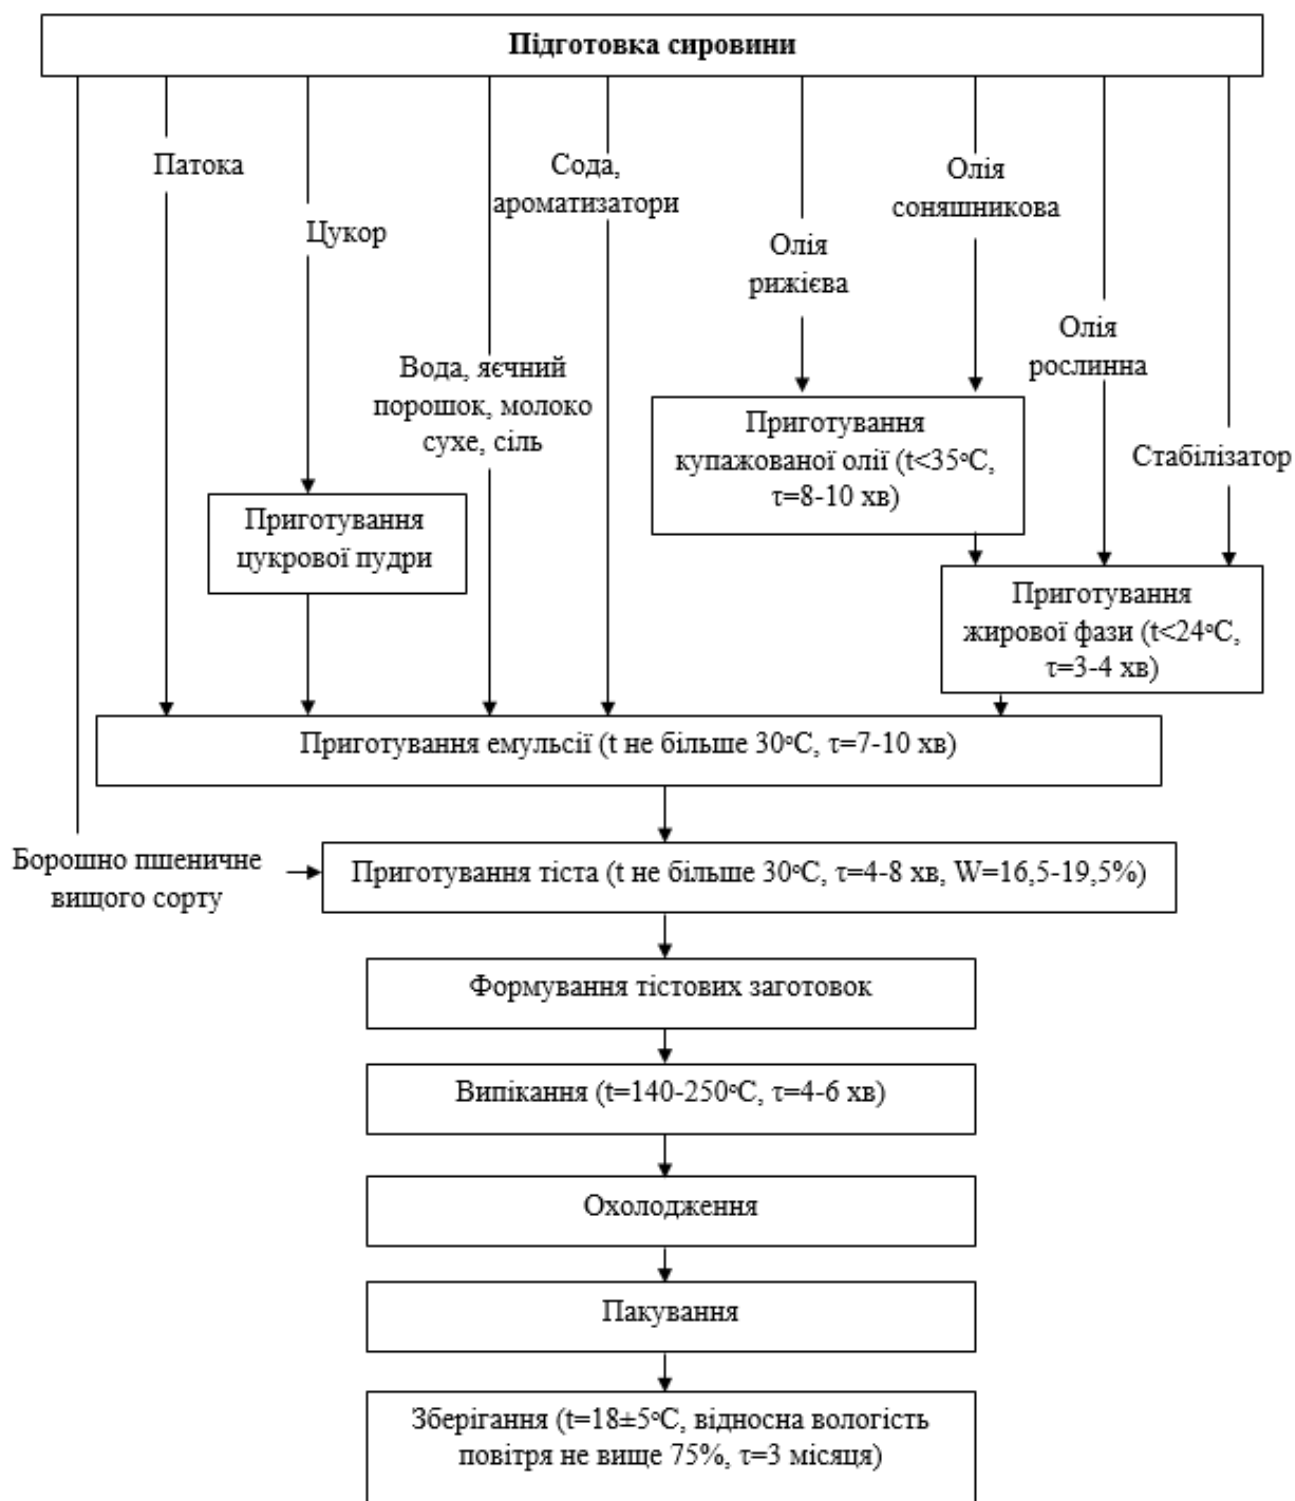 Підготовка сировини
Патока
Цукор
Вода, яєчний
порошок, молоко
сухе, сіль
Сода,
ароматизатори
Олія
рижієва
Олія
соняшникова
Олія
рослинна
Стабілізатор
Приготування
цукрової пудри
Приготування
купажованої олії (t<35°C,
τ=8-10 хв)
Приготування
жирової фази (t<24°C,
τ=3-4 хв)
Приготування емульсії (t не більше 30°C, τ=7-10 хв)
Борошно пшеничне
вищого сорту
Приготування тіста (t не більше 30°C, τ=4-8 хв, W=16,5-19,5%)
Формування тістових заготовок
Випікання (t=140-250°C, τ=4-6 хв)
Охолодження
Пакування
Зберігання (t=18±5°C, відносна вологість
повітря не вище 75%, τ=3 місяця)